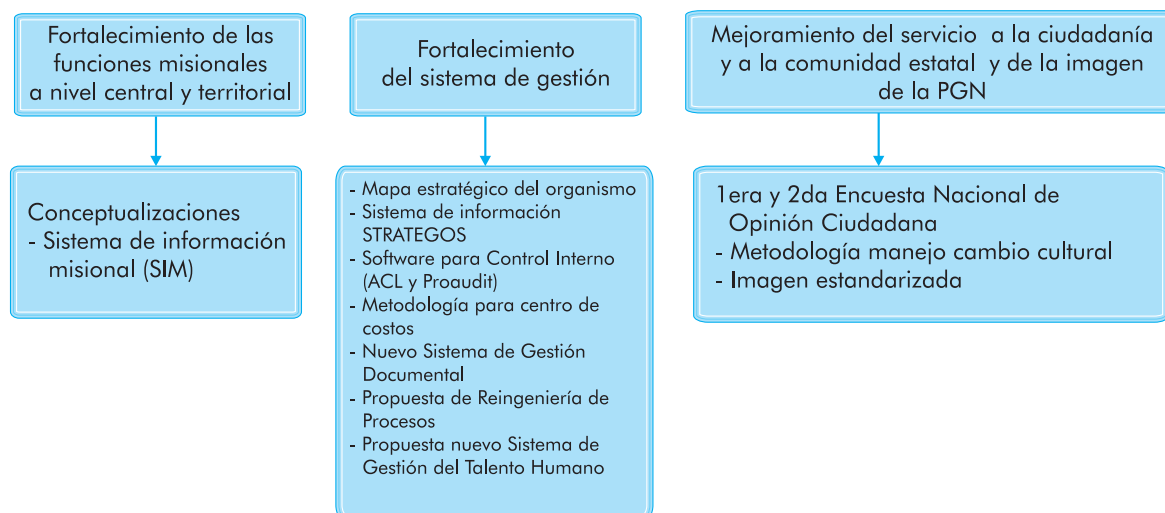 Fortalecimiento de las
funciones misionales
a nivel central y territorial
Conceptualizaciones
- Sistema de información
misional (SIM)
Fortalecimiento
del sistema de gestión
- Mapa estratégico del organismo
- Sistema de información
STRATEGOS
- Software para Control Interno
(ACL y Proaudit)
- Metodología para centro de
costos
- Nuevo Sistema de Gestión
Documental
- Propuesta de Reingeniería de
Procesos
- Propuesta nuevo Sistema de
Gestión del Talento Humano
Mejoramiento del servicio a la ciudadanía
y a la comunidad estatal y de la imagen
de la PGN
1era y 2da Encuesta Nacional de
Opinión Ciudadana
- Metodología manejo cambio cultural
- Imagen estandarizada